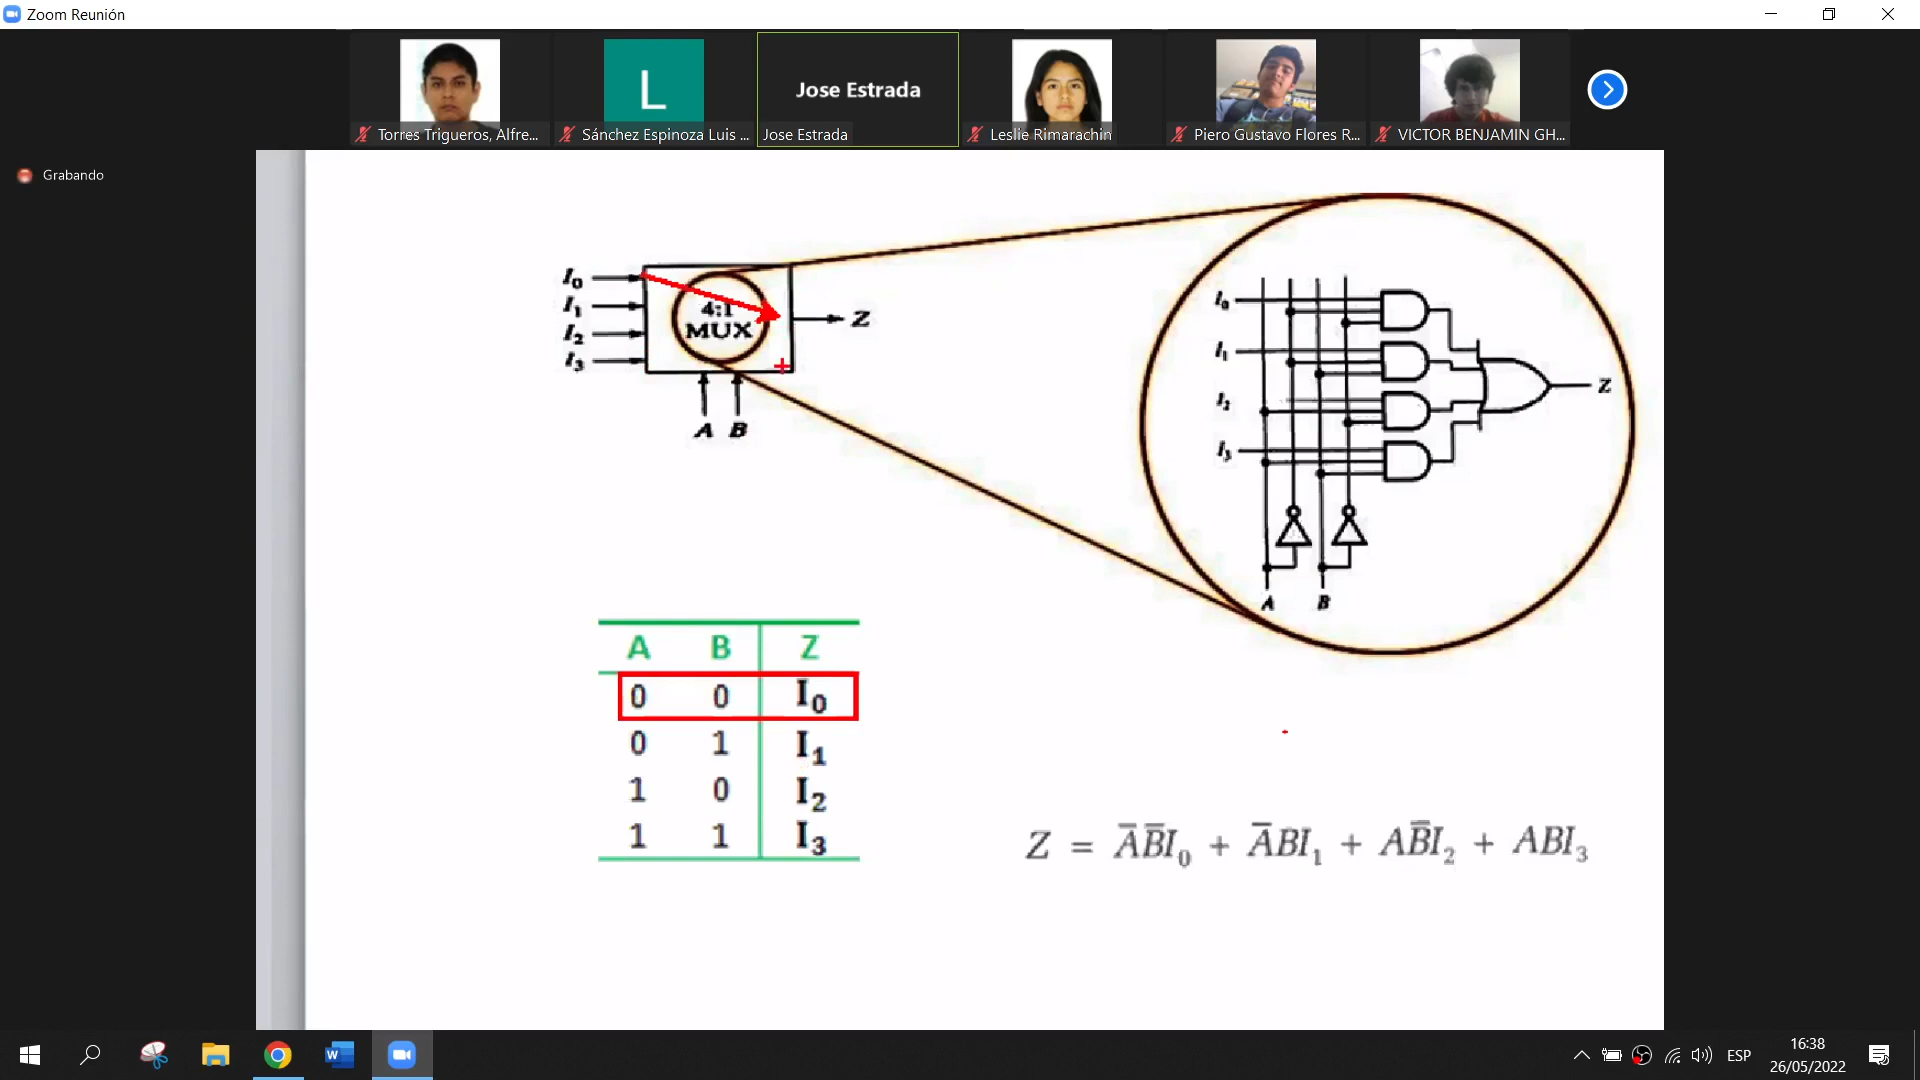 Zoom Reunión
L
Jose Estrada
Torres Trigueros, Alfre...
Sánchez Espinoza Luis ...
Jose Estrada
Leslie Rimarachin
Piero Gustavo Flores R...
VICTOR BENJAMIN GH...
Grabando
I₀
I₁
I₂
I₃
4:1
MUX
Z
A B
I₀
I₁
I₂
I₃
Z
A B
A B Z
0 0 I₀
0 1 I₁
1 0 I₂
1 1 I₃
Z = A̅B̅I₀ + A̅BI₁ + AB̅I₂ + ABI₃
W
ESP
16:38
26/05/2022